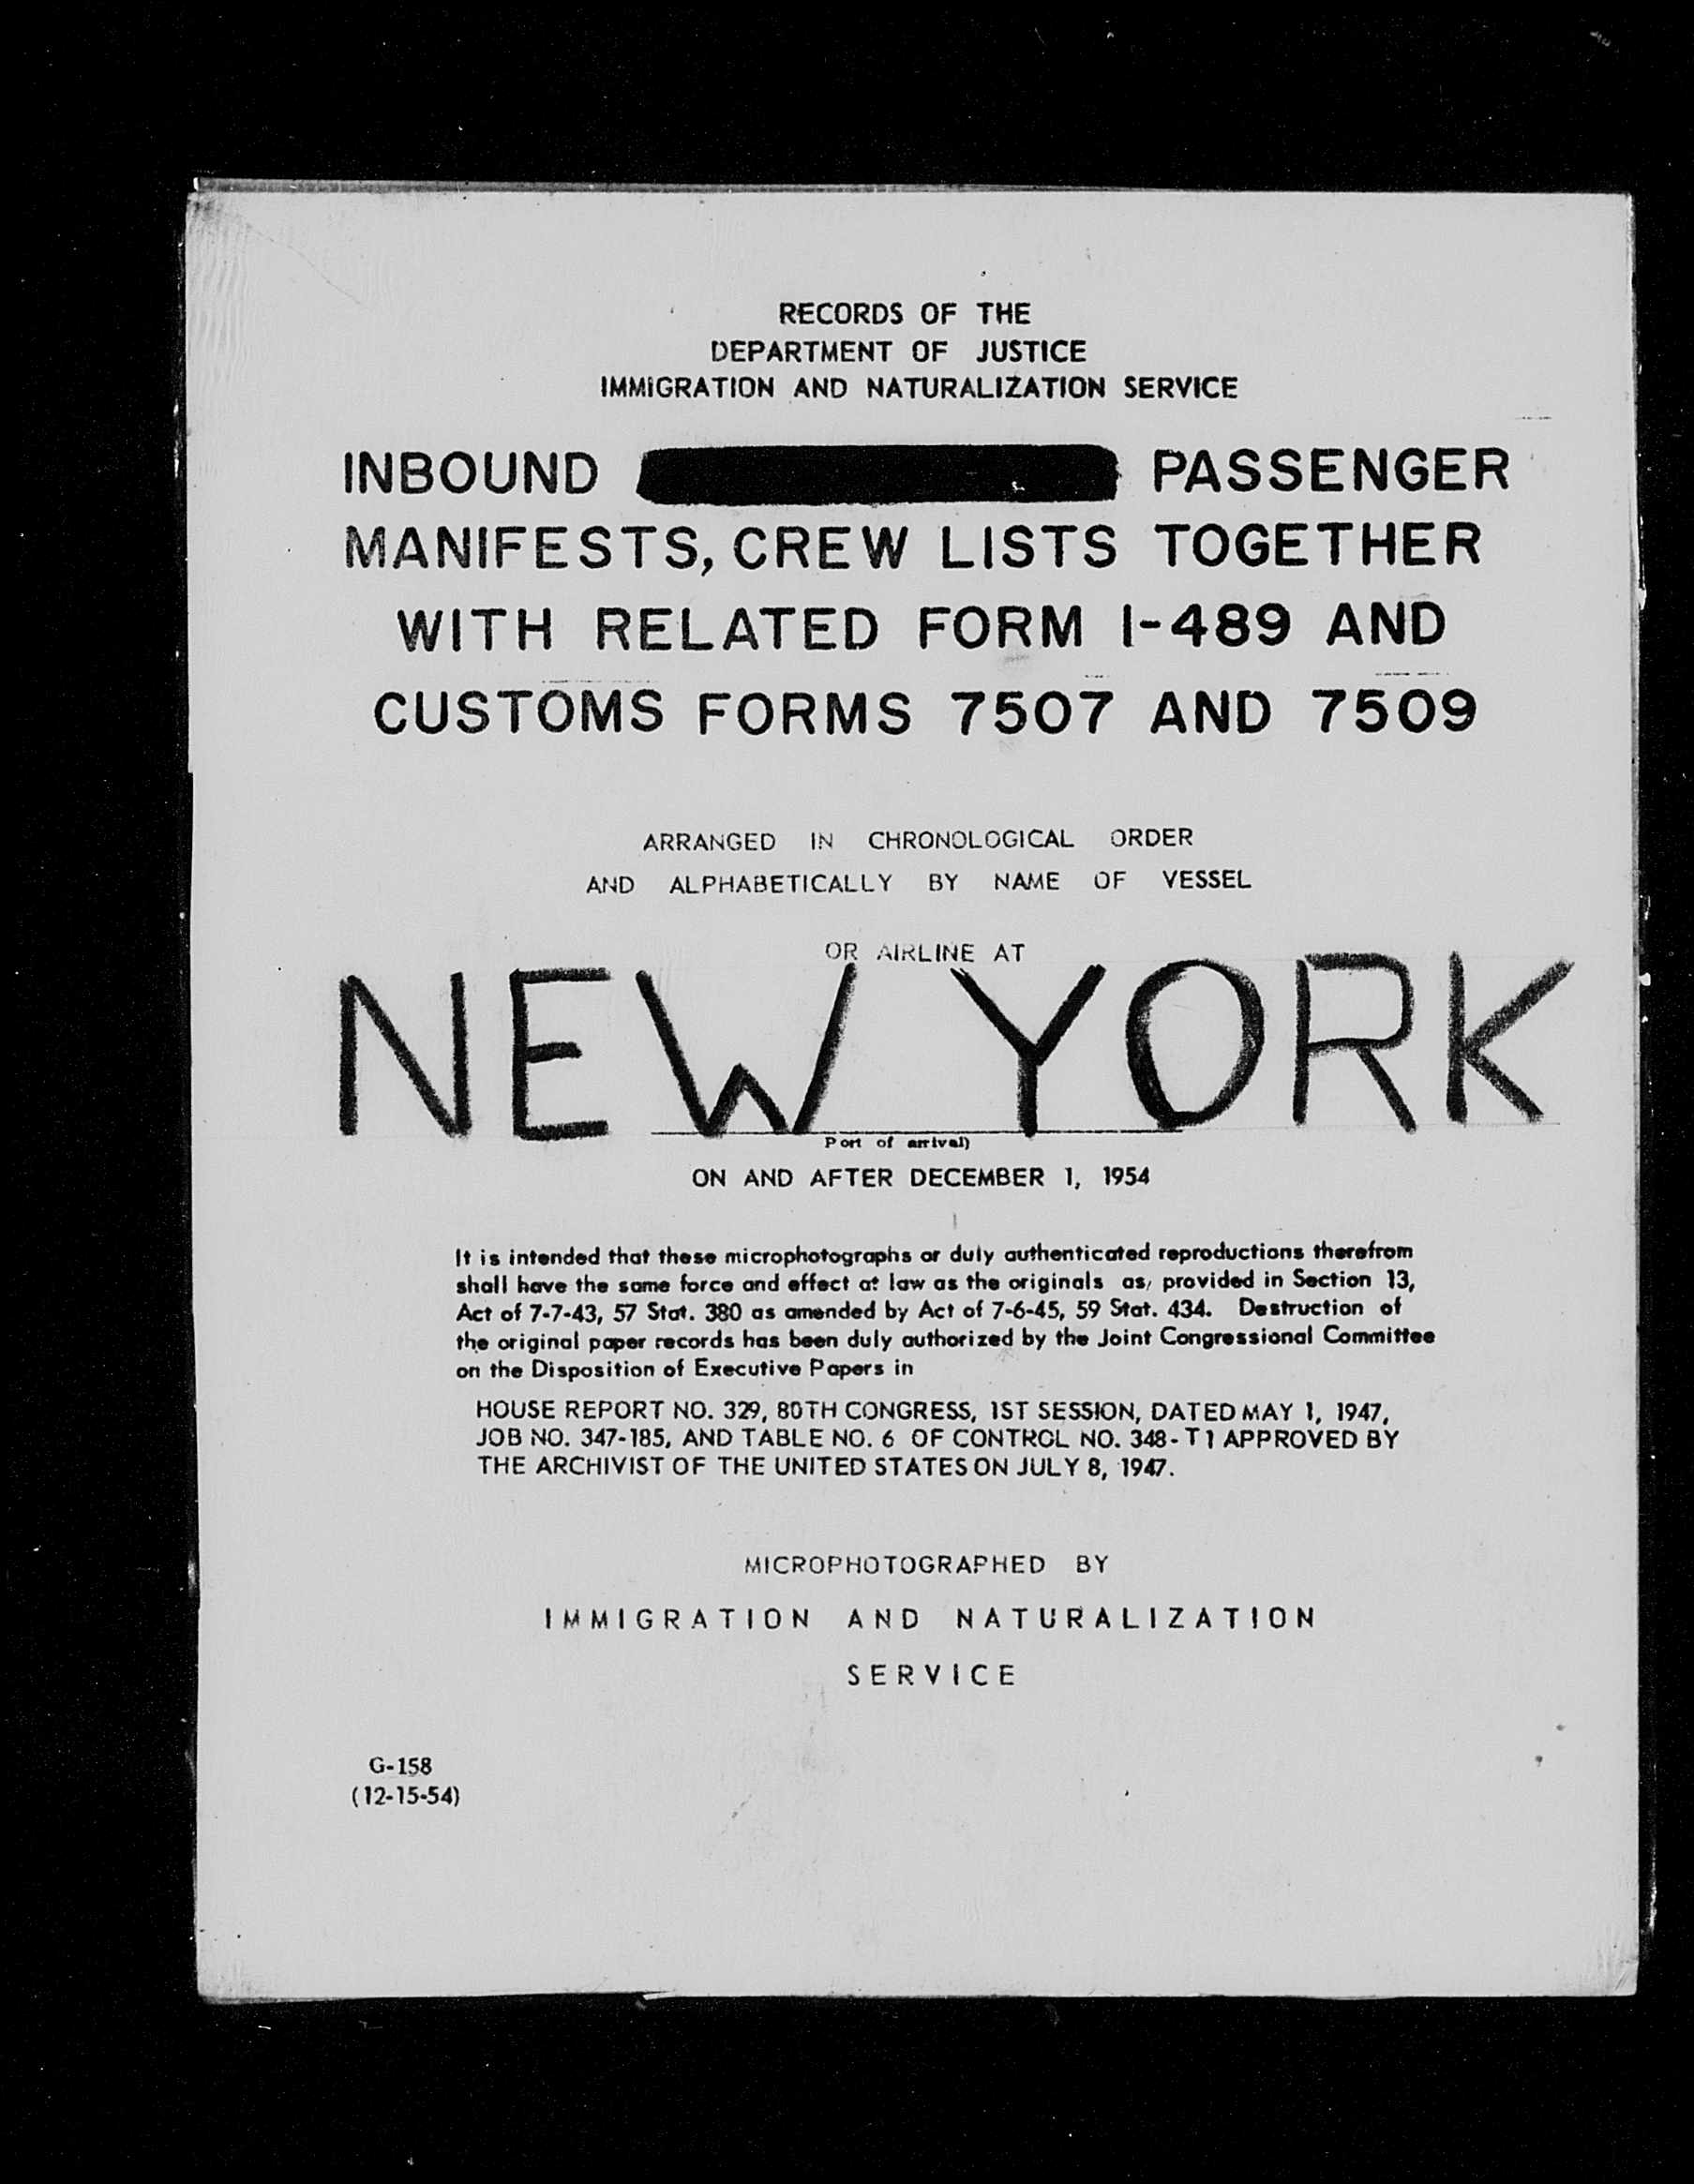 RECORDS OF THE
DEPARTMENT OF JUSTICE
IMMIGRATION AND NATURALIZATION SERVICE
INBOUND PASSENGER
MANIFESTS, CREW LISTS TOGETHER
WITH RELATED FORM I-489 AND
CUSTOMS FORMS 7507 AND 7509
ARRANGED IN CHRONOLOGICAL ORDER
AND ALPHABETICALLY BY NAME OF VESSEL
OR AIRLINE AT
NEW YORK
Port of arrival)
ON AND AFTER DECEMBER 1, 1954
It is intended that these microphotographs or duly authenticated reproductions therefrom
shall have the same force and effect at law as the originals as, provided in Section 13,
Act of 7-7-43, 57 Stat. 380 as amended by Act of 7-6-45, 59 Stat. 434. Destruction of
the original paper records has been duly authorized by the Joint Congressional Committee
on the Disposition of Executive Papers in
HOUSE REPORT NO. 329, 80TH CONGRESS, 1ST SESSION, DATED MAY 1, 1947,
JOB NO. 347-185, AND TABLE NO. 6 OF CONTROL NO. 348-T1 APPROVED BY
THE ARCHIVIST OF THE UNITED STATES ON JULY 8, 1947.
MICROPHOTOGRAPHED BY
IMMIGRATION AND NATURALIZATION
SERVICE
G-158
(12-15-54)